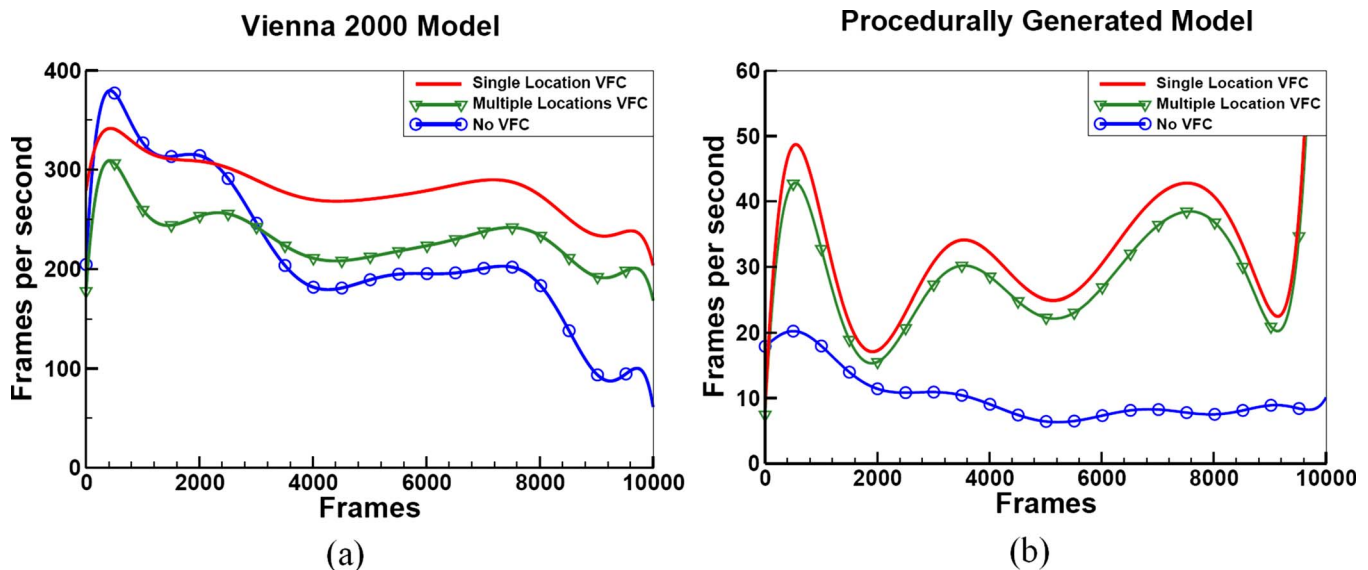 Vienna 2000 Model
Frames per second
400
300
200
100
0
Single Location VFC
Multiple Locations VFC
No VFC
0 2000 4000 6000 8000 10000
Frames
(a)
Procedurally Generated Model
Frames per second
60
50
40
30
20
10
0
Single Location VFC
Multiple Location VFC
No VFC
0 2000 4000 6000 8000 10000
Frames
(b)